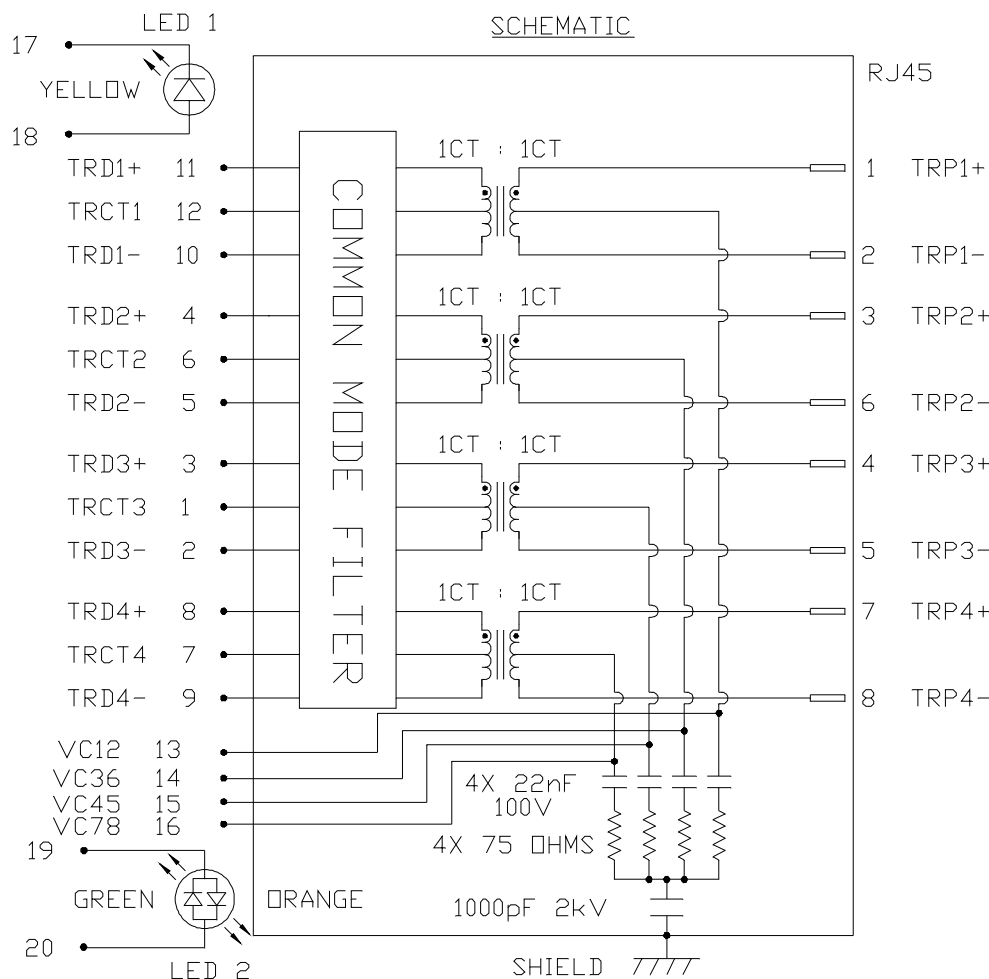 SCHEMATIC
LED 1
17
YELLOW
18
RJ45
TRD1+ 11
TRCT1 12
TRD1- 10
TRD2+ 4
TRCT2 6
TRD2- 5
TRD3+ 3
TRCT3 1
TRD3- 2
TRD4+ 8
TRCT4 7
TRD4- 9
COMMON MODE FILTER
1CT : 1CT
1CT : 1CT
1CT : 1CT
1CT : 1CT
1 TRP1+
2 TRP1-
3 TRP2+
6 TRP2-
4 TRP3+
5 TRP3-
7 TRP4+
8 TRP4-
VC12 13
VC36 14
VC45 15
VC78 16
4X 22nF
100V
4X 75 OHMS
1000pF 2kV
SHIELD
19
GREEN
ORANGE
20
LED 2